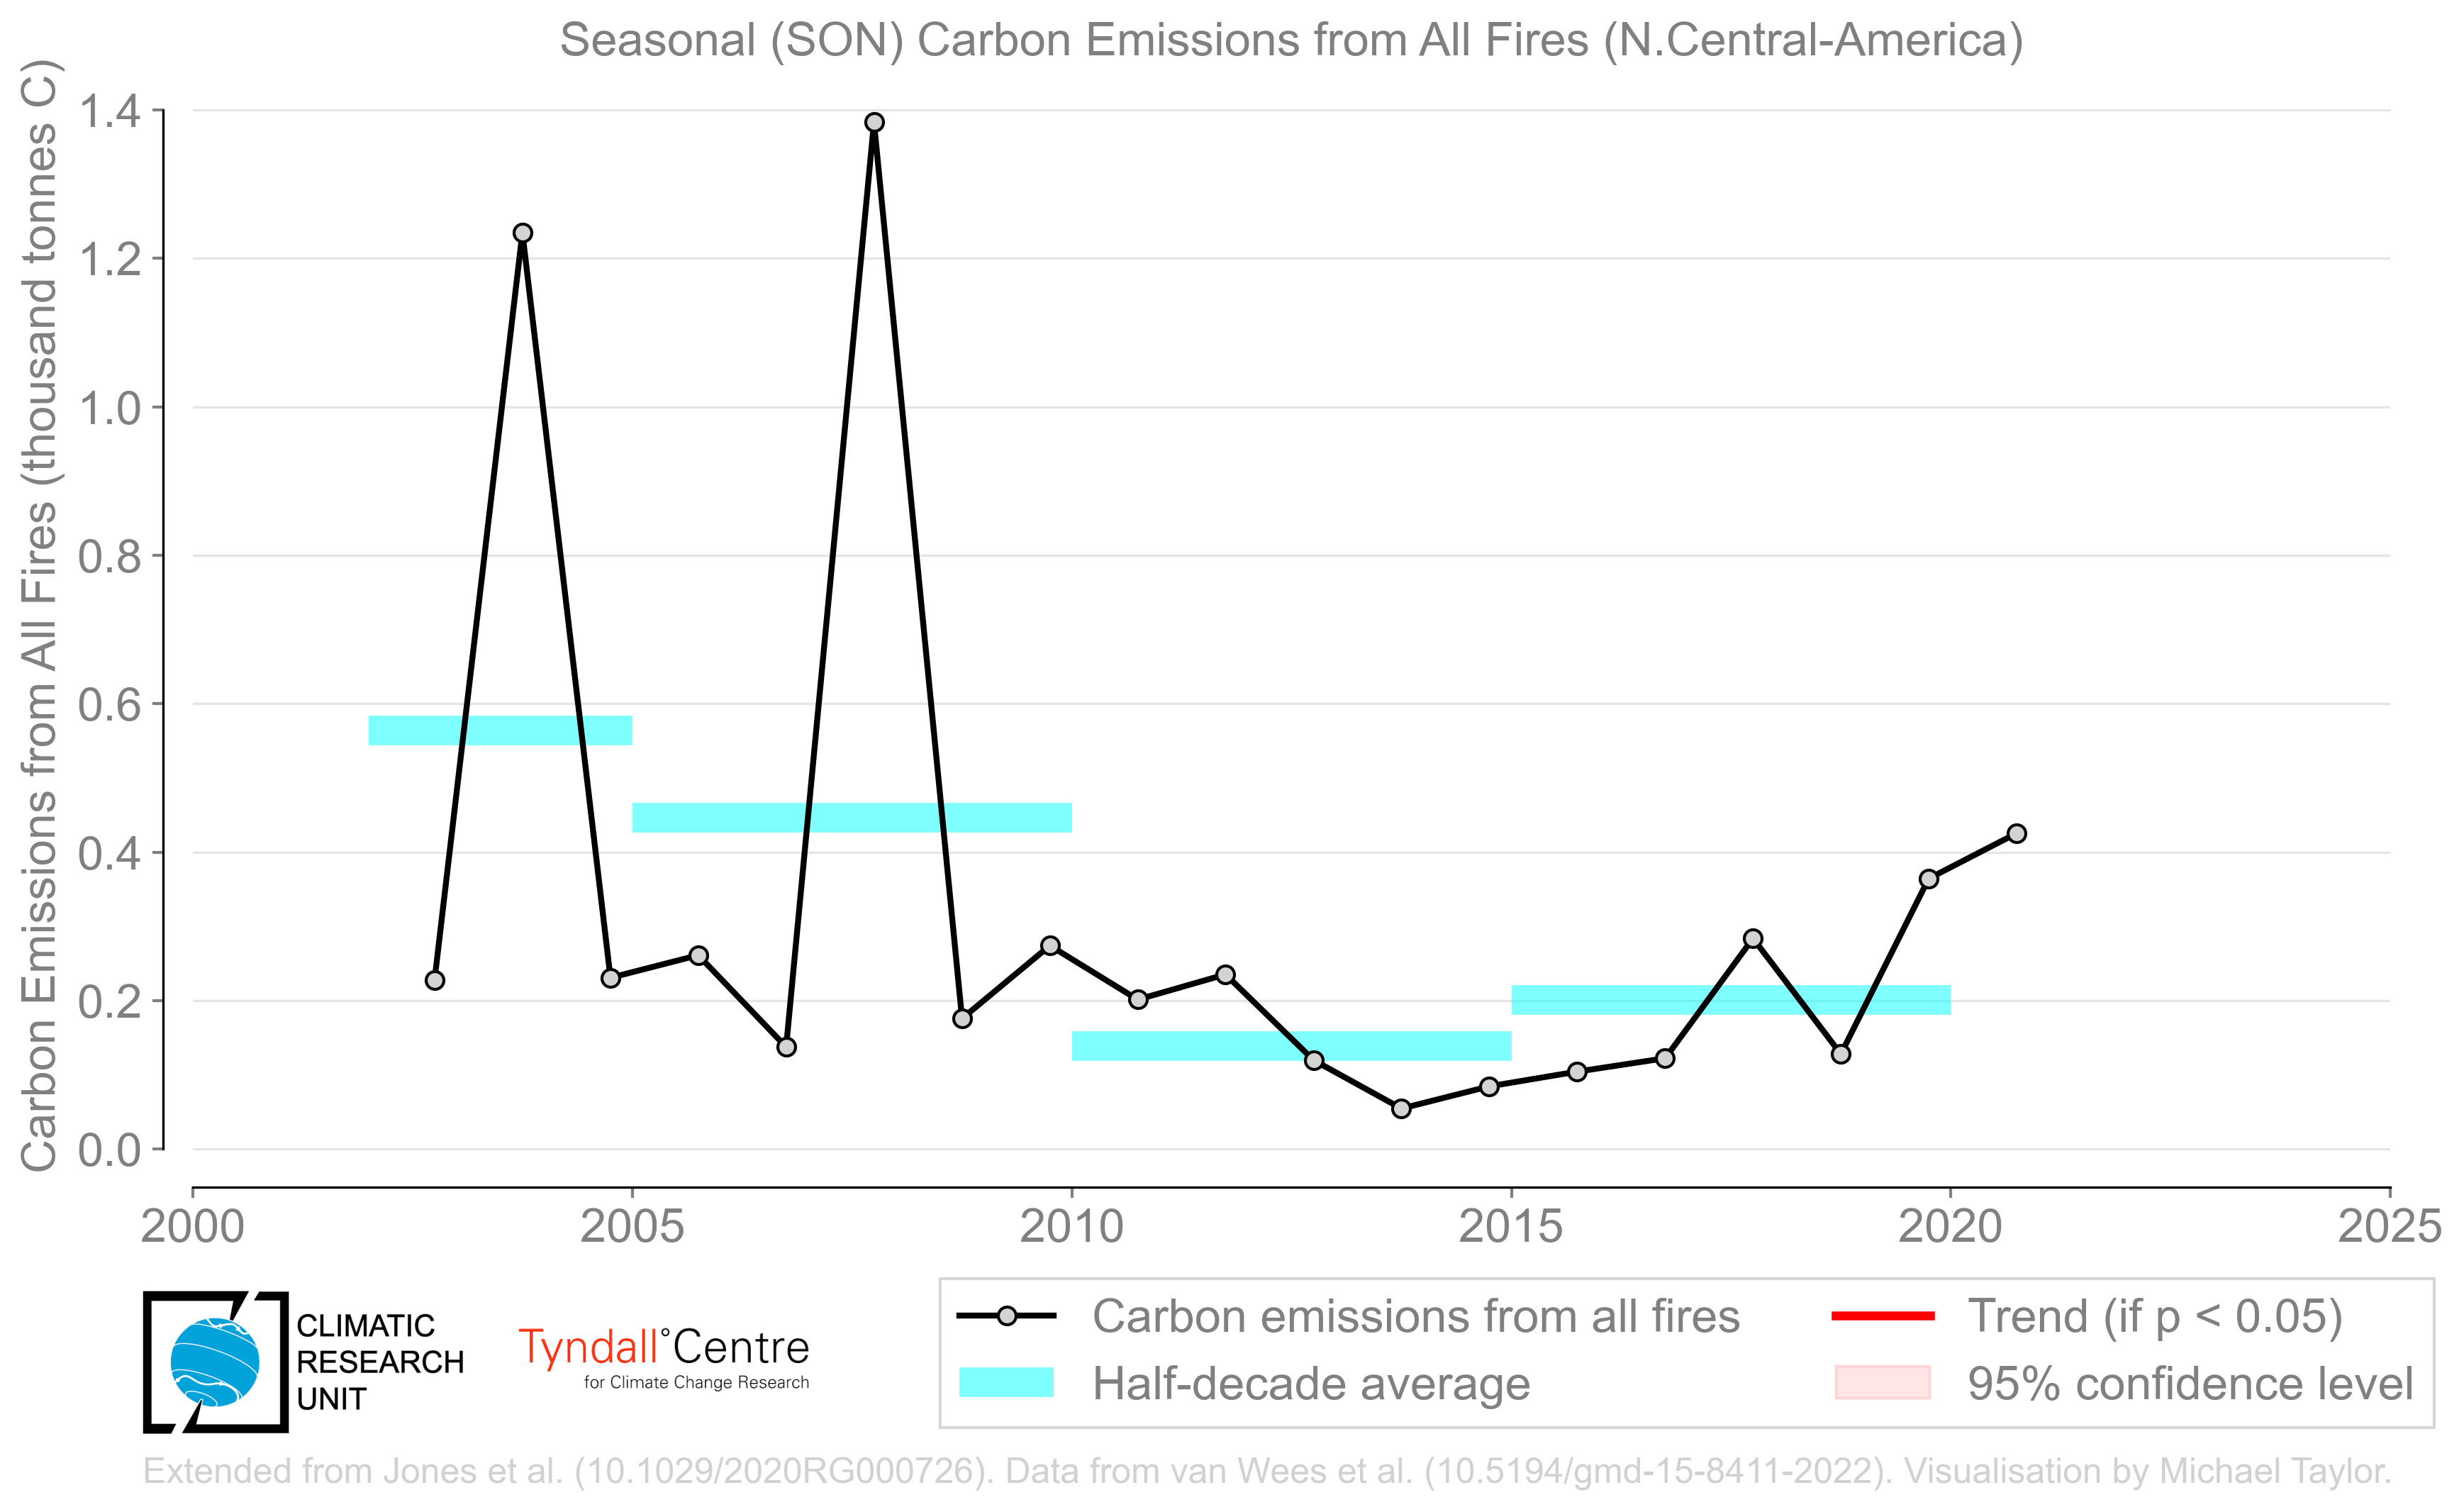 Seasonal (SON) Carbon Emissions from All Fires (N.Central-America)
Carbon Emissions from All Fires (thousand tonnes C)
1.4
1.2
1.0
0.8
0.6
0.4
0.2
0.0
2000 2005 2010 2015 2020 2025
CLIMATIC
RESEARCH
UNIT
Tyndall°Centre
for Climate Change Research
Carbon emissions from all fires
Half-decade average
Trend (if p < 0.05)
95% confidence level
Extended from Jones et al. (10.1029/2020RG000726). Data from van Wees et al. (10.5194/gmd-15-8411-2022). Visualisation by Michael Taylor.